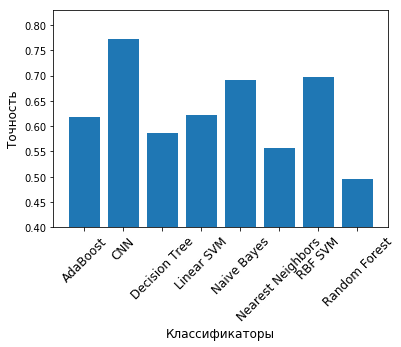 Точность
0.80
0.75
0.70
0.65
0.60
0.55
0.50
0.45
0.40
AdaBoost
CNN
Decision Tree
Linear SVM
Naive Bayes
Nearest Neighbors
RBF SVM
Random Forest
Классификаторы